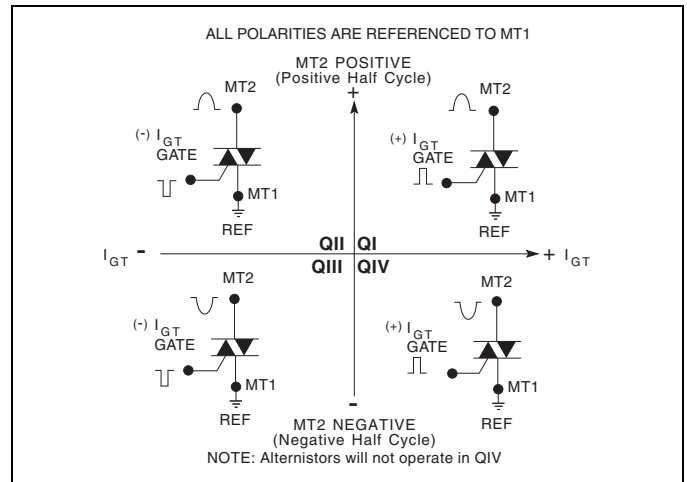 ALL POLARITIES ARE REFERENCED TO MT1
MT2 POSITIVE
(Positive Half Cycle)
+
MT2
(-) IGT
GATE
MT1
REF
MT2
(+) IGT
GATE
MT1
REF
IGT -
QII QI
QIII QIV
+ IGT
MT2
(-) IGT
GATE
MT1
REF
MT2
(+) IGT
GATE
MT1
REF
-
MT2 NEGATIVE
(Negative Half Cycle)
NOTE: Alternistors will not operate in QIV